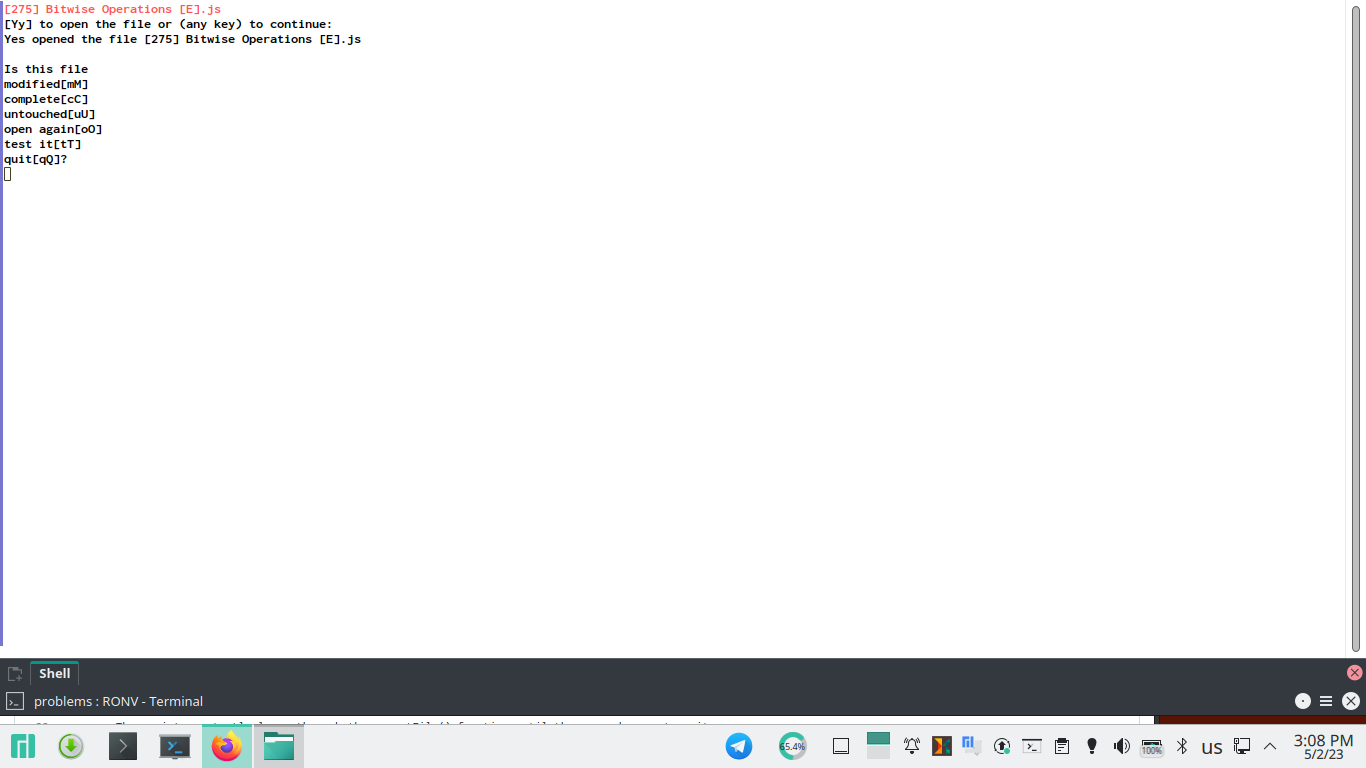 [275] Bitwise Operations [E].js
[Yy] to open the file or (any key) to continue:
Yes opened the file [275] Bitwise Operations [E].js
Is this file
modified[mM]
complete[cC]
untouched[uU]
open again[oO]
test it[tT]
quit[qQ]?
Shell
problems : RONV - Terminal
65.4%
100%
us
3:08 PM
5/2/23